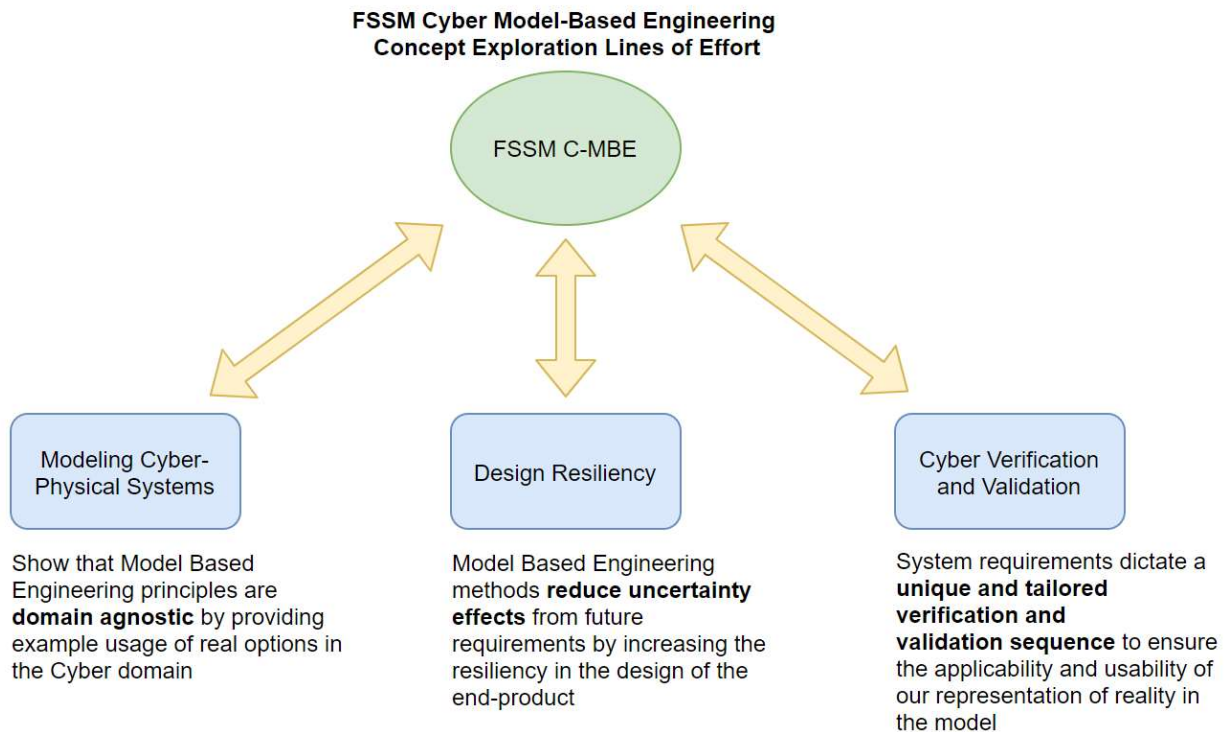 FSSM Cyber Model-Based Engineering
Concept Exploration Lines of Effort
FSSM C-MBE
Modeling Cyber-
Physical Systems
Show that Model Based
Engineering principles are
domain agnostic by providing
example usage of real options in
the Cyber domain
Design Resiliency
Model Based Engineering
methods reduce uncertainty
effects from future
requirements by increasing the
resiliency in the design of the
end-product
Cyber Verification
and Validation
System requirements dictate a
unique and tailored
verification and
validation sequence to ensure
the applicability and usability of
our representation of reality in
the model